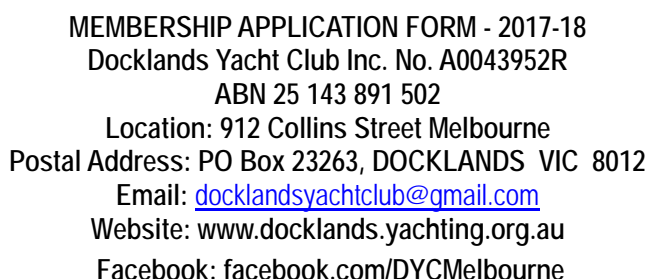 MEMBERSHIP APPLICATION FORM - 2017-18
Docklands Yacht Club Inc. No. A0043952R
ABN 25 143 891 502
Location: 912 Collins Street Melbourne
Postal Address: PO Box 23263, DOCKLANDS VIC 8012
Email: docklandsyachtclub@gmail.com
Website: www.docklands.yachting.org.au
Facebook: facebook.com/DYCMelbourne